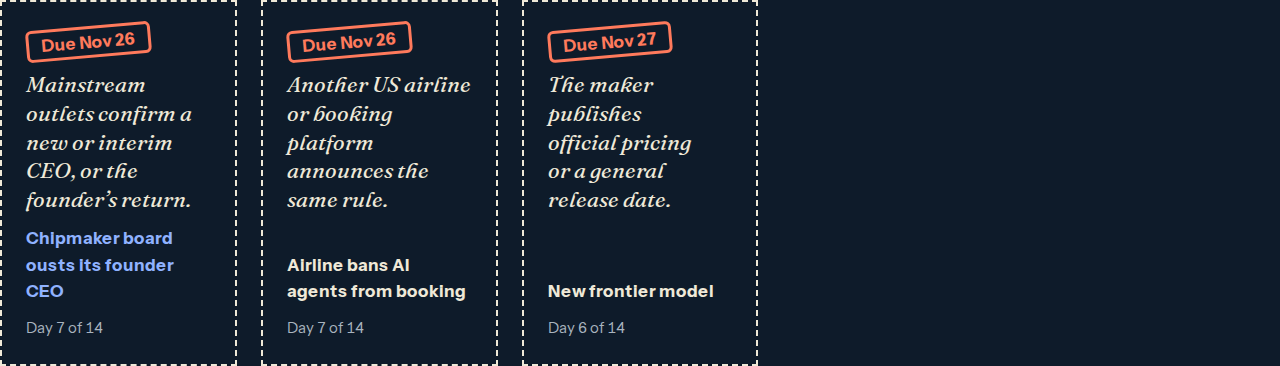 Due Nov 26
Mainstream
outlets confirm a
new or interim
CEO, or the
founder’s return.
Chipmaker board
ousts its founder
CEO
Day 7 of 14
Due Nov 26
Another US airline
or booking
platform
announces the
same rule.
Airline bans AI
agents from booking
Day 7 of 14
Due Nov 27
The maker
publishes
official pricing
or a general
release date.
New frontier model
Day 6 of 14